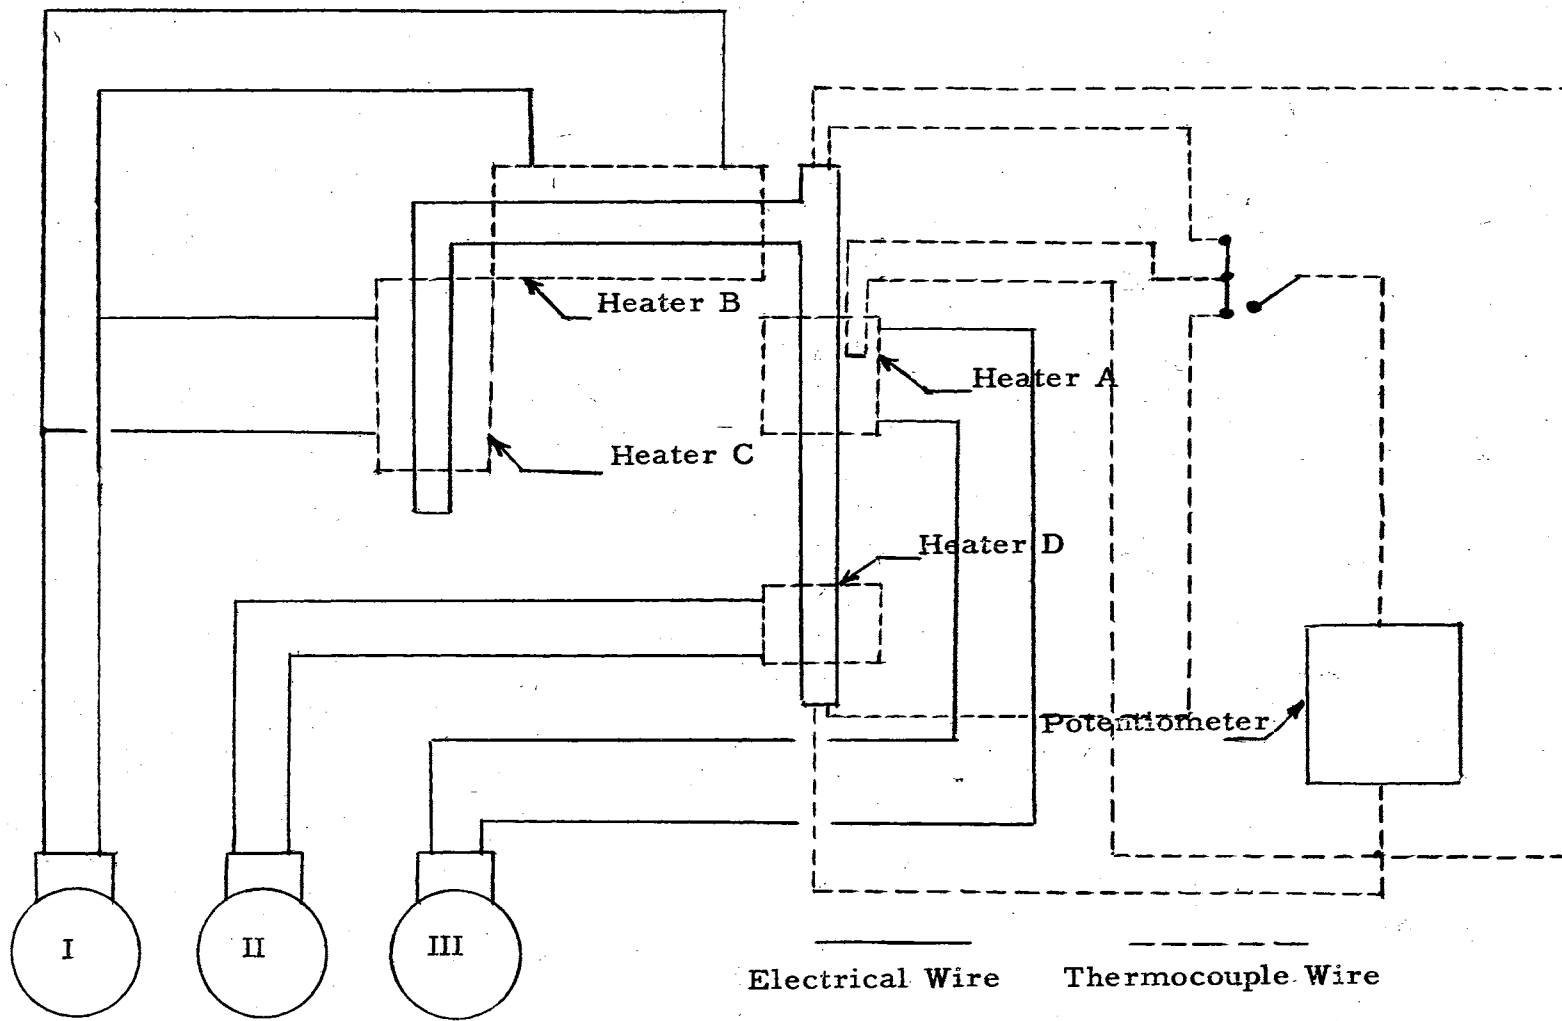 Heater B
Heater A
Heater C
Heater D
Potentiometer
I
II
III
Electrical Wire
Thermocouple Wire